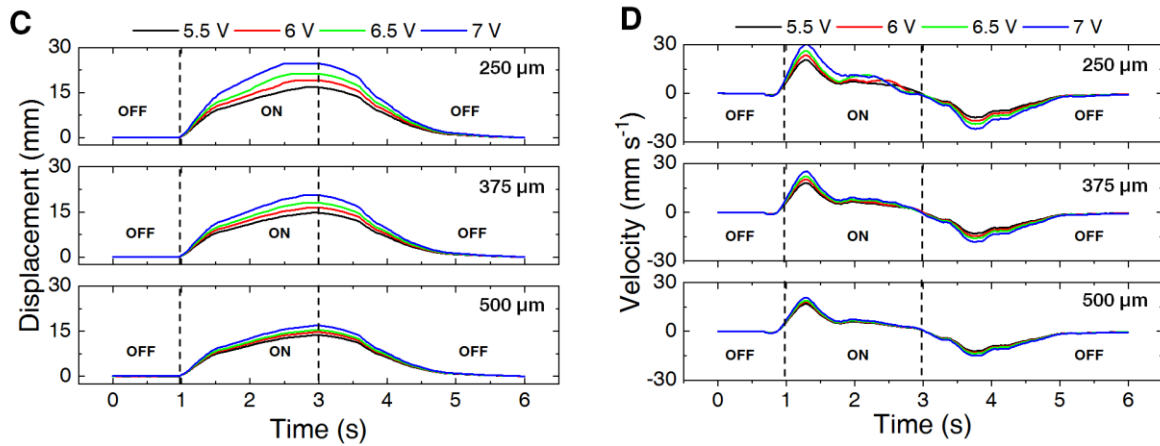 C
5.5 V 6 V 6.5 V 7 V
30
15
0
250 µm
OFF
ON
OFF
Displacement (mm)
30
15
0
375 µm
OFF
ON
OFF
30
15
0
500 µm
OFF
ON
OFF
0 1 2 3 4 5 6
Time (s)
D
5.5 V 6 V 6.5 V 7 V
30
0
-30
250 µm
OFF
ON
OFF
Velocity (mm s⁻¹)
30
0
-30
375 µm
OFF
ON
OFF
30
0
-30
500 µm
OFF
ON
OFF
0 1 2 3 4 5 6
Time (s)